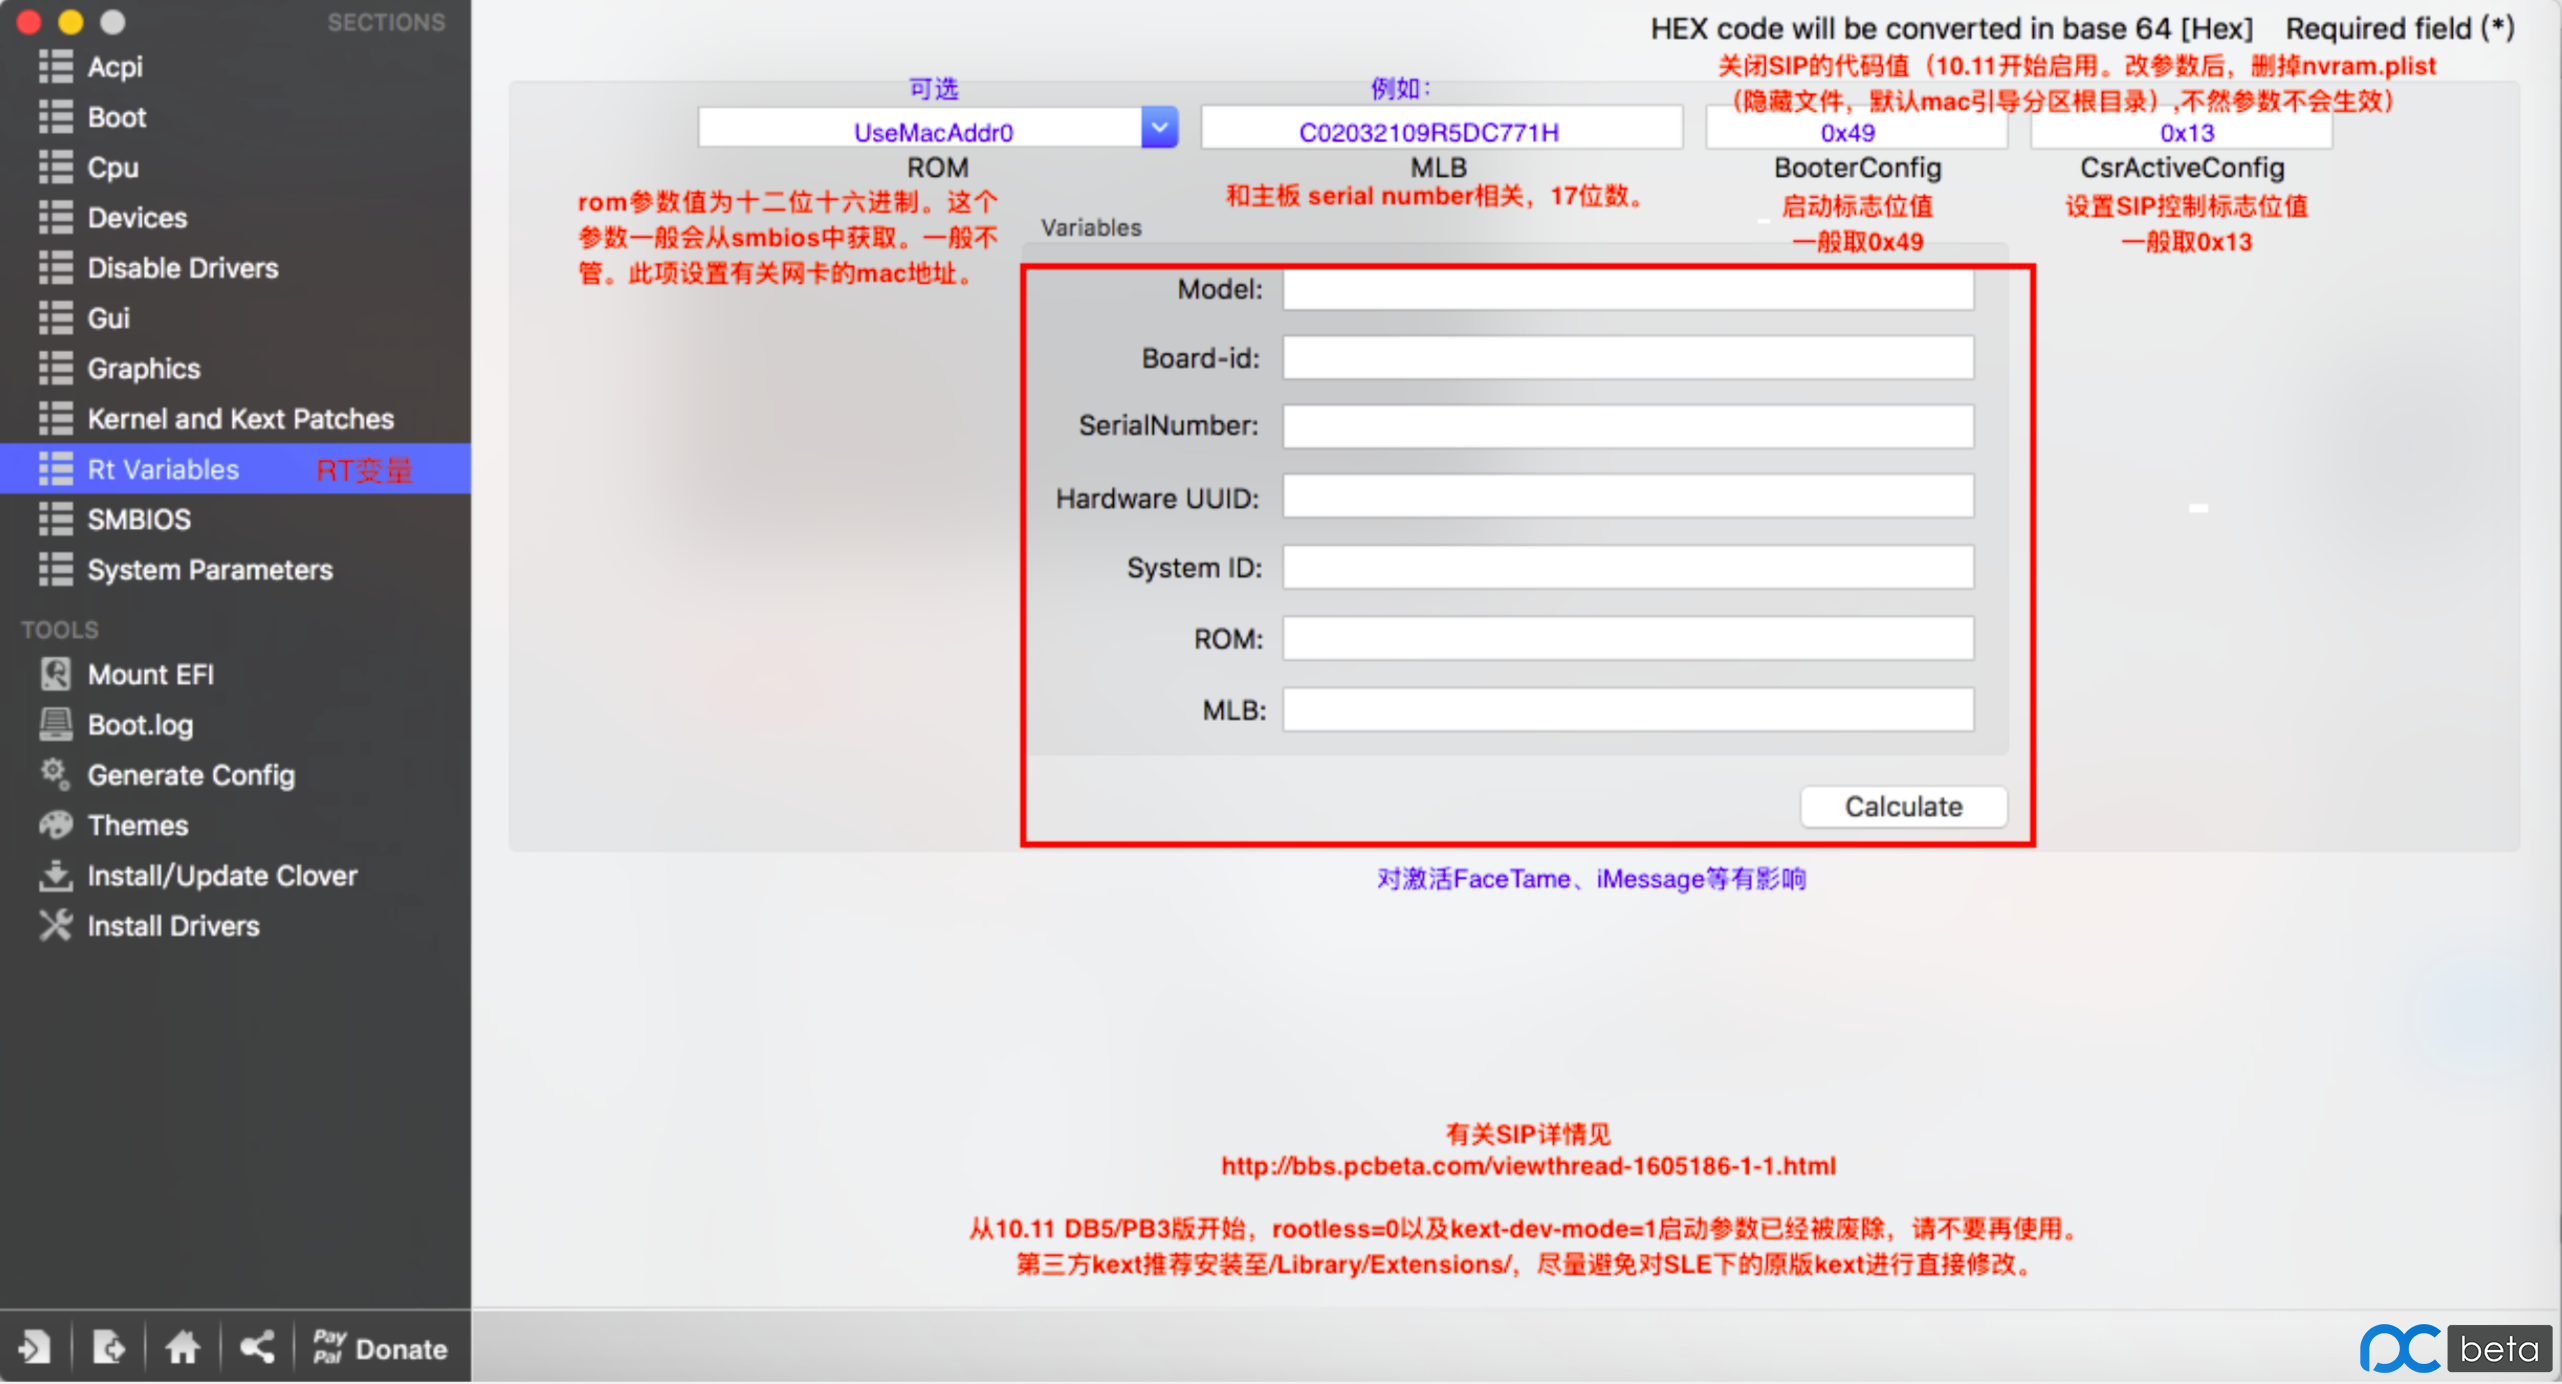 SECTIONS
Acpi
Boot
Cpu
Devices
Disable Drivers
Gui
Graphics
Kernel and Kext Patches
Rt Variables RT变量
SMBIOS
System Parameters
TOOLS
Mount EFI
Boot.log
Generate Config
Themes
Install/Update Clover
Install Drivers
Pay
Pal Donate
HEX code will be converted in base 64 [Hex] Required field (*)
关闭SIP的代码值（10.11开始启用。改参数后，删掉nvram.plist
（隐藏文件，默认mac引导分区根目录）,不然参数不会生效）
可选
UseMacAddr0
ROM
rom参数值为十二位十六进制。这个
参数一般会从smbios中获取。一般不
管。此项设置有关网卡的mac地址。
例如：
C02032109R5DC771H
MLB
和主板 serial number相关，17位数。
0x49
BooterConfig
启动标志位值
一般取0x49
0x13
CsrActiveConfig
设置SIP控制标志位值
一般取0x13
Variables
Model:
Board-id:
SerialNumber:
Hardware UUID:
System ID:
ROM:
MLB:
Calculate
对激活FaceTame、iMessage等有影响
有关SIP详情见
http://bbs.pcbeta.com/viewthread-1605186-1-1.html
从10.11 DB5/PB3版开始，rootless=0以及kext-dev-mode=1启动参数已经被废除，请不要再使用。
第三方kext推荐安装至/Library/Extensions/，尽量避免对SLE下的原版kext进行直接修改。
pc beta